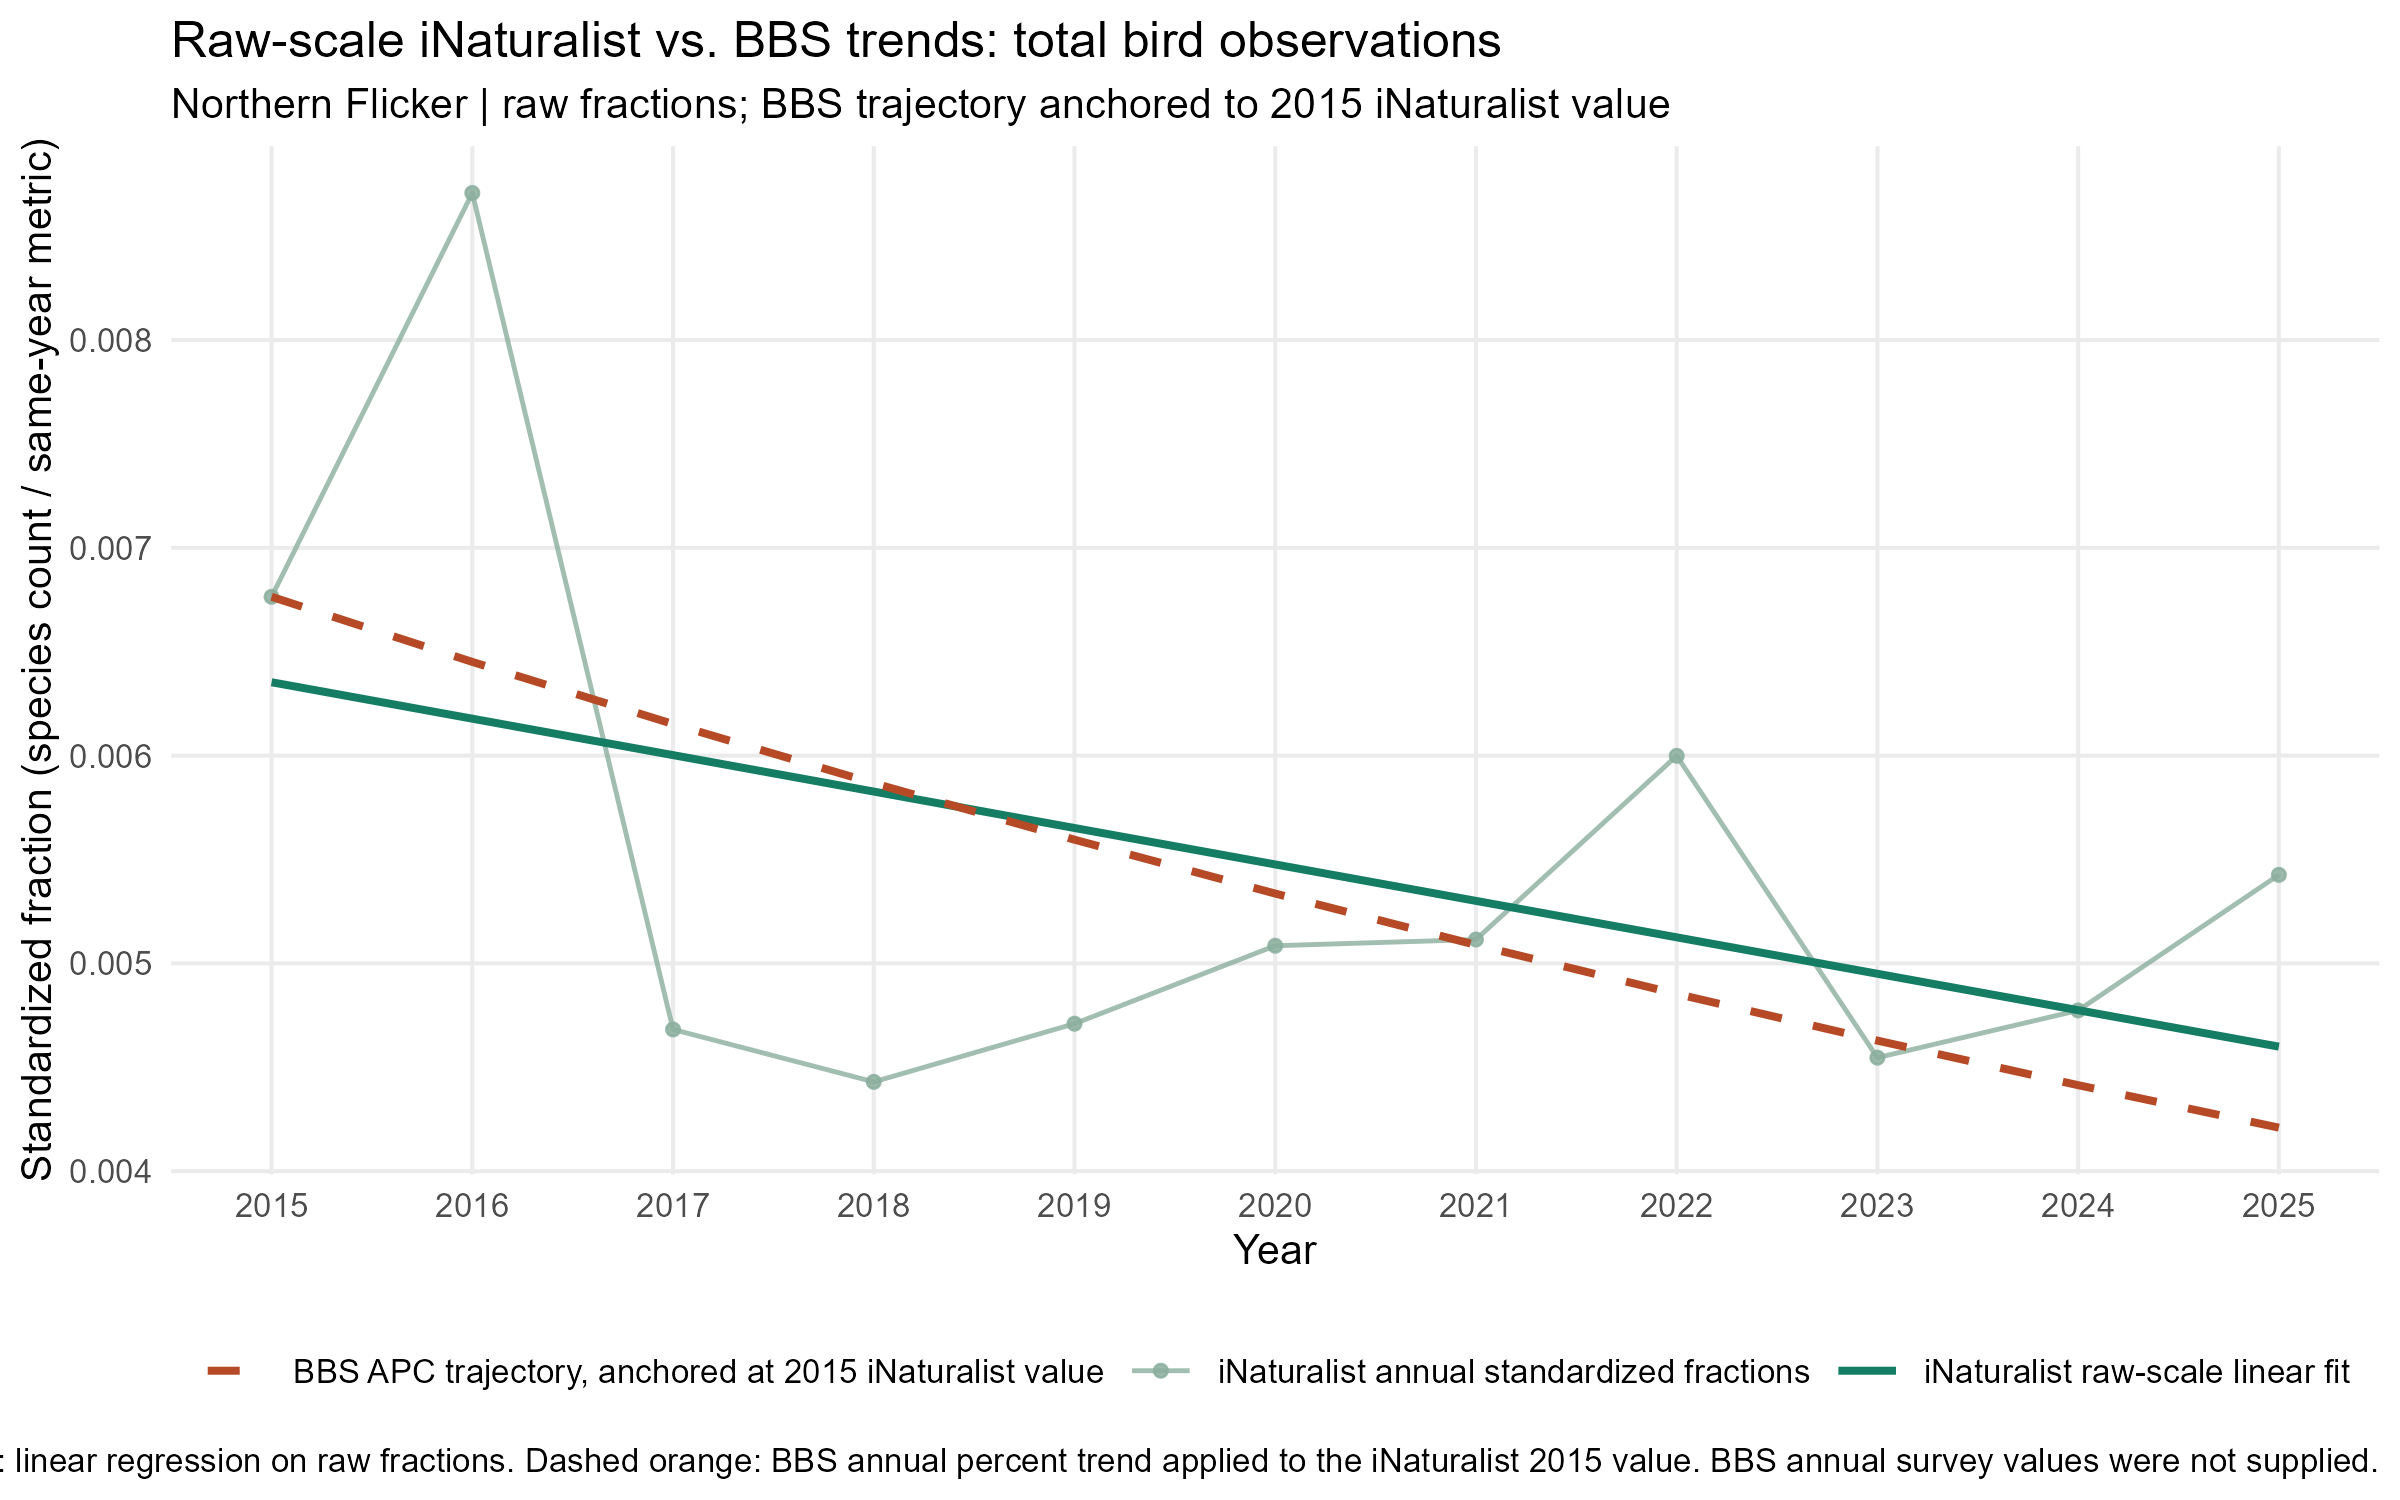 Raw-scale iNaturalist vs. BBS trends: total bird observations
Northern Flicker | raw fractions; BBS trajectory anchored to 2015 iNaturalist value
Standardized fraction (species count / same-year metric)
0.008
0.007
0.006
0.005
0.004
2015 2016 2017 2018 2019 2020 2021 2022 2023 2024 2025
Year
BBS APC trajectory, anchored at 2015 iNaturalist value iNaturalist annual standardized fractions iNaturalist raw-scale linear fit
: linear regression on raw fractions. Dashed orange: BBS annual percent trend applied to the iNaturalist 2015 value. BBS annual survey values were not supplied.